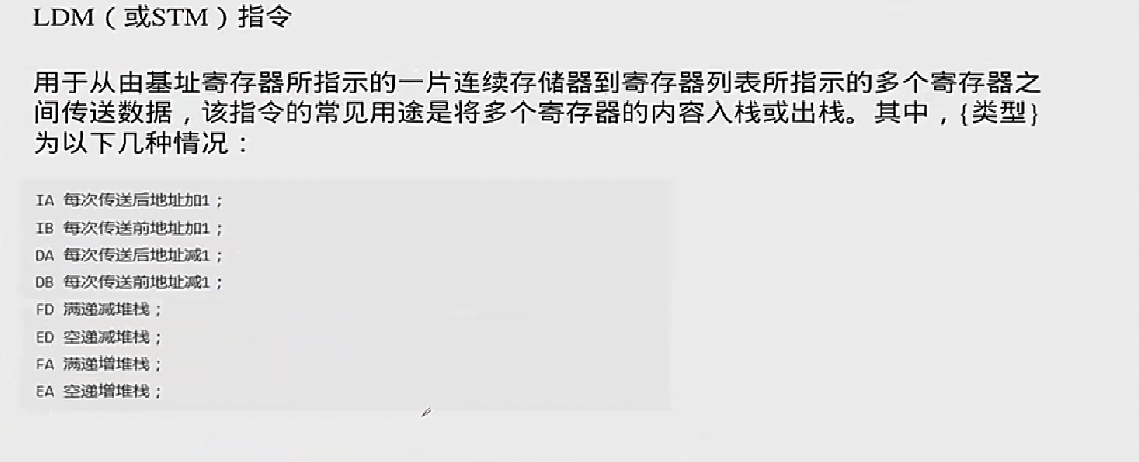 LDM（或STM）指令
用于从由基址寄存器所指示的一片连续存储器到寄存器列表所指示的多个寄存器之
间传送数据，该指令的常见用途是将多个寄存器的内容入栈或出栈。其中，{类型}
为以下几种情况：
IA 每次传送后地址加1；
IB 每次传送前地址加1；
DA 每次传送后地址减1；
DB 每次传送前地址减1；
FD 满递减堆栈；
ED 空递减堆栈；
FA 满递增堆栈；
EA 空递增堆栈；